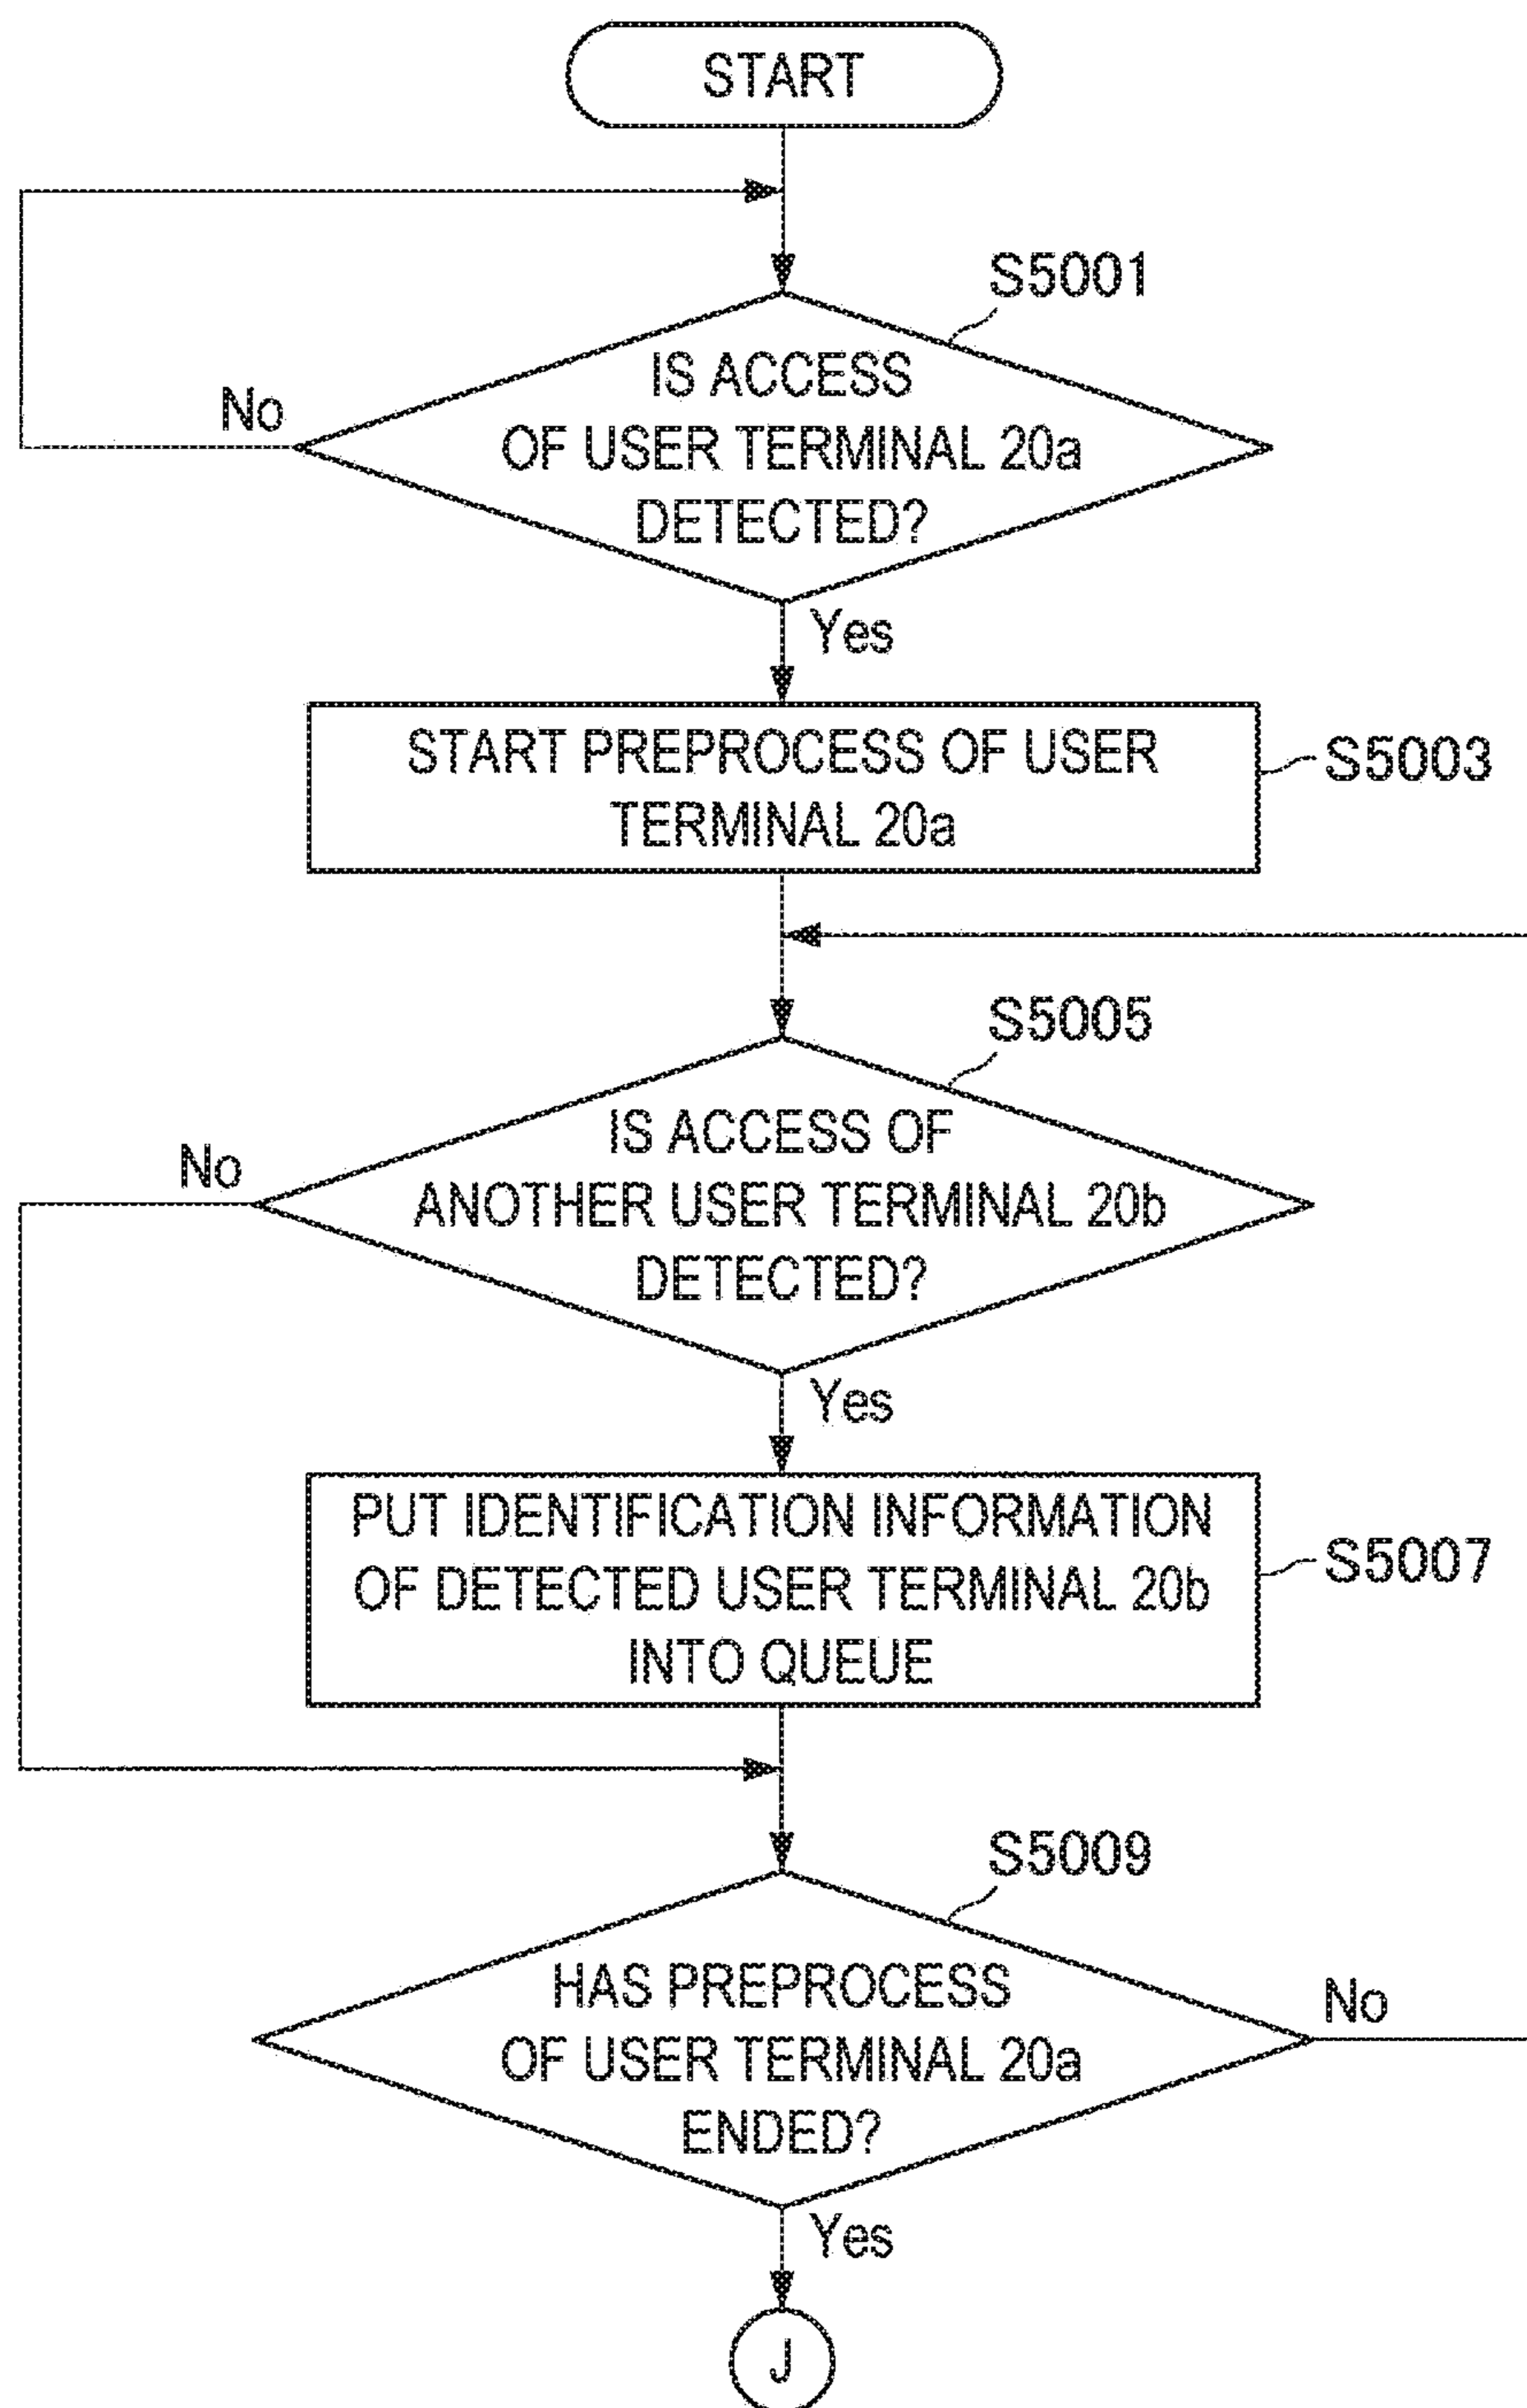 START
S5001
IS ACCESS
OF USER TERMINAL 20a
DETECTED?
No
Yes
START PREPROCESS OF USER
TERMINAL 20a
S5003
S5005
IS ACCESS OF
ANOTHER USER TERMINAL 20b
DETECTED?
No
Yes
PUT IDENTIFICATION INFORMATION
OF DETECTED USER TERMINAL 20b
INTO QUEUE
S5007
S5009
HAS PREPROCESS
OF USER TERMINAL 20a
ENDED?
No
Yes
J